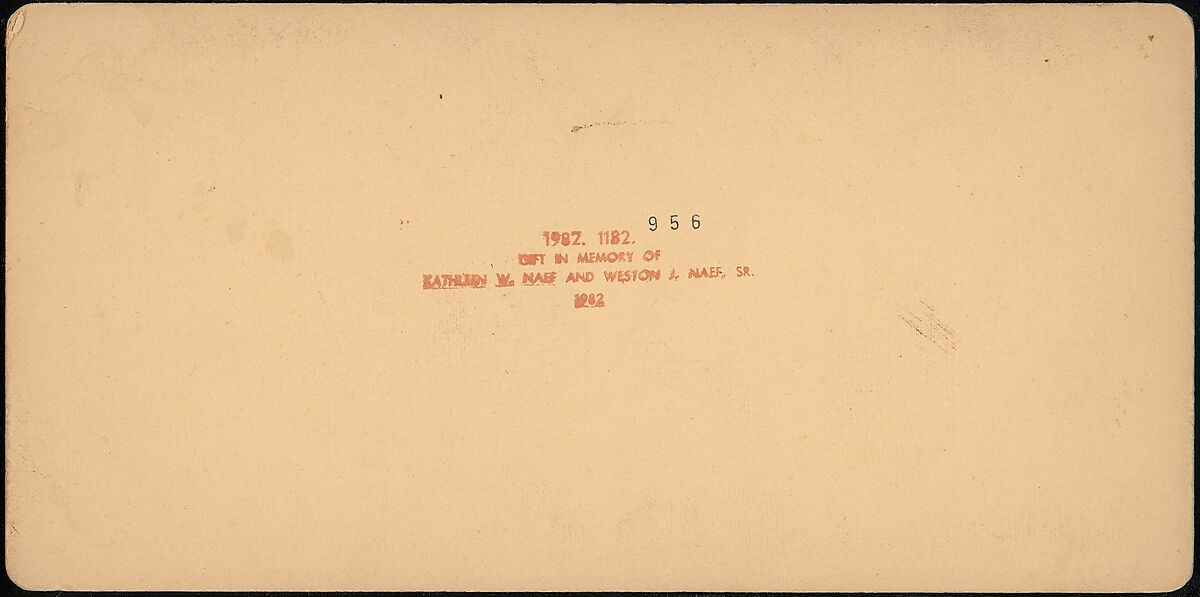 1982. 1182. 956
GIFT IN MEMORY OF
KATHLEEN W. NAEF AND WESTON J. NAEF, SR.
1982